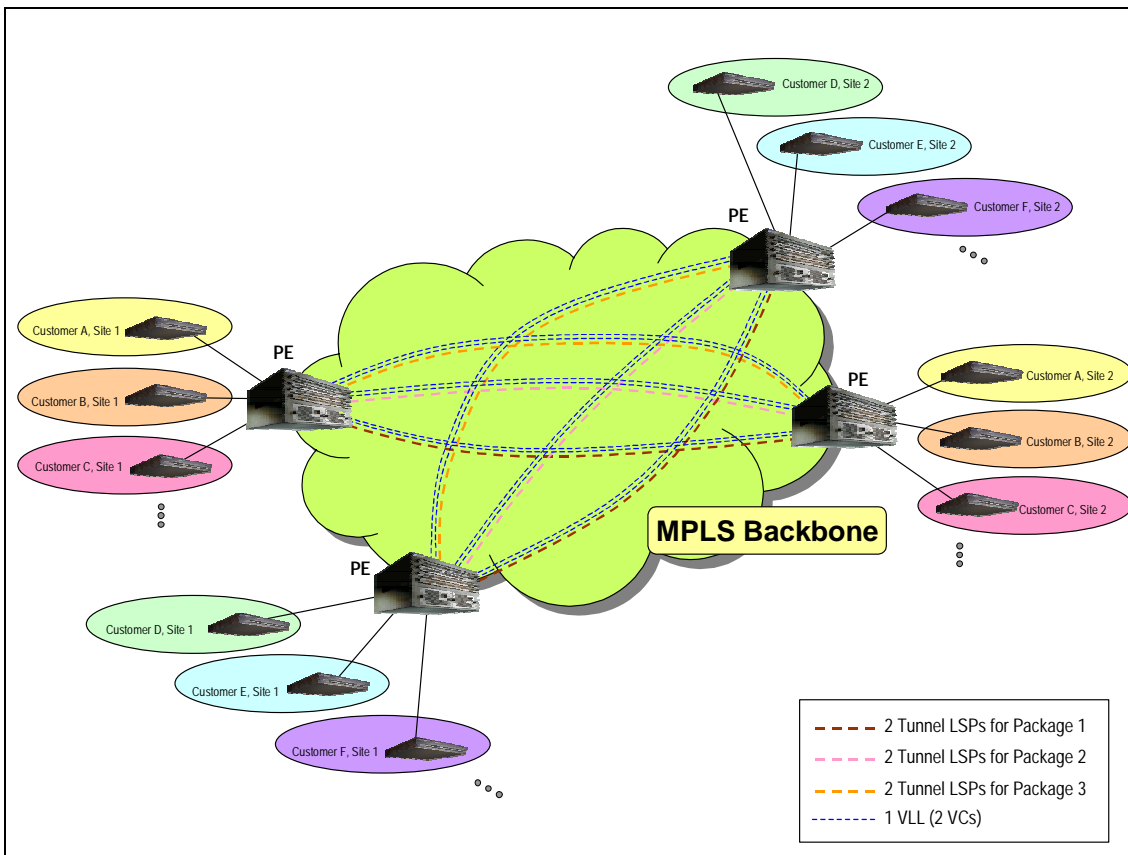 Customer D, Site 2
Customer E, Site 2
Customer F, Site 2
PE
Customer A, Site 1
Customer B, Site 1
Customer C, Site 1
PE
PE
Customer A, Site 2
Customer B, Site 2
Customer C, Site 2
MPLS Backbone
PE
Customer D, Site 1
Customer E, Site 1
Customer F, Site 1
2 Tunnel LSPs for Package 1
2 Tunnel LSPs for Package 2
2 Tunnel LSPs for Package 3
1 VLL (2 VCs)